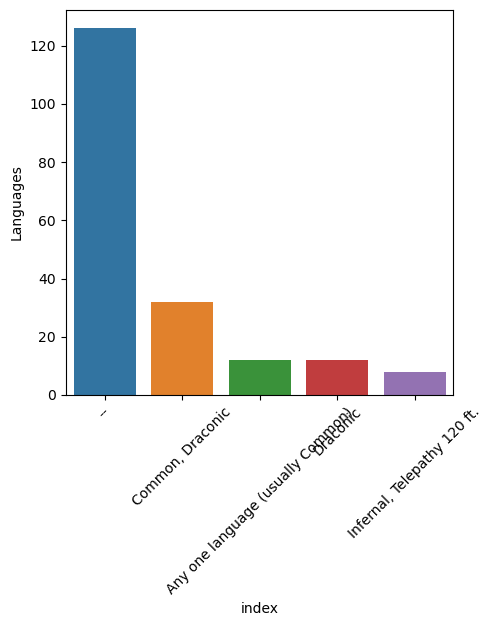 120
100
80
60
40
20
0
Languages
--
Common, Draconic
Any one language (usually Common)
Draconic
Infernal, Telepathy 120 ft.
index